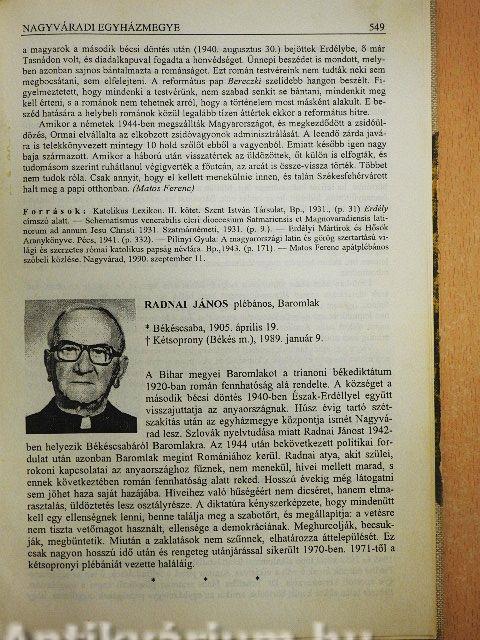 NAGYVÁRADI EGYHÁZMEGYE 549
a magyarok a második bécsi döntés után (1940. augusztus 30.) bejöttek Erdélybe, ő már
Tasnádon volt, és diadalkapuval fogadta a honvédséget. Ünnepi beszédet is mondott, mely-
ben azonban sajnos bántalmazta a románságot. Ezt román testvéreink nem tudták neki sem
megbocsátani, sem elfelejteni. A református pap Bereczki szelídebb hangon beszélt. Fi-
gyelmeztetett, hogy mindenki a testvérünk, nem szabad senkit se bántani, mindenkit meg
kell érteni, s a románok nem tehetnek arról, hogy a történelem most másként alakult. E be-
széd hatására a helybeli románok közül legalább tízen áttértek ekkor a református hitre.
Amikor a németek 1944-ben megszállták Magyarországot, és megkezdődött a zsidóül-
dözés, Ormai elvállalta az elkobzott zsidóvagyonok adminisztrálását. A leendő zárda javá-
ra is telekkönyvezett mintegy 10 hold szőlőt ebből a vagyonból. Emiatt később igen nagy
baja származott. Amikor a háború után visszatértek az üldözöttek, őt külön is elfogták, és
tudomásom szerint ruhátlanul végigverték a főutcán, az arcát is össze-vissza törték. Többet
nem tudok róla. Csak annyit, hogy el kellett menekülnie innen, és talán Székesfehérvárott
halt meg a papi otthonban. (Matos Ferenc)
Források: Katolikus Lexikon. II. kötet. Szent István Társulat, Bp., 1931., (p. 31) Erdély
címszó alatt. — Schematismus venerabilis cleri dioecesium Satmariensis et Magnovaradiensis lati-
norum ad annum Jesu Christi 1931. Szatmárnémeti, 1931. (p. 9.) — Erdélyi Mártírok és Hősök
Aranykönyve. Pécs, 1941. (p. 332). — Pilinyi Gyula: A magyarországi latin és görög szertartású vi-
lági és szerzetes római katolikus papság névtára. Bp., 1943. (p. 171). — Matos Ferenc apátplébános
szóbeli közlése. Nagyvárad, 1990. szeptember 11.
RADNAI JÁNOS plébános, Baromlak
* Békéscsaba, 1905. április 19.
† Kétsoprony (Békés m.), 1989. január 9.
A Bihar megyei Baromlakot a trianoni békediktátum
1920-ban román fennhatóság alá rendelte. A községet a
második bécsi döntés 1940-ben Észak-Erdéllyel együtt
visszajuttatja az anyaországnak. Húsz évig tartó szét-
szakítás után az egyházmegye központja ismét Nagyvá-
rad lesz. Szlovák nyelvtudása miatt Radnai Jánost 1942-
ben helyezik Békéscsabáról Baromlakra. Az 1944 után bekövetkezett politikai for-
dulat után azonban Baromlak megint Romániához kerül. Radnai atya, akit szülei,
rokoni kapcsolatai az anyaországhoz fűznek, nem menekül, hívei mellett marad, s
ennek következtében román fennhatóság alatt reked. Hosszú évekig még látogatni
sem jöhet haza saját hazájába. Híveihez való hűségéért nem dicséret, hanem elma-
rasztalás, üldöztetés lesz osztályrésze. A diktatúra kényszerképzete, hogy mindenütt
kell egy ellenségnek lenni, benne találja meg a szabotőrt, és megállapítja: a vetésre
nem tiszta vetőmagot használt, ellensége a demokráciának. Meghurcolják, becsuk-
ják, megbüntetik. Miután a zaklatások nem szűnnek, elhatározza áttelepülését. Ez
csak nagyon hosszú idő után és rengeteg utánjárással sikerült 1970-ben. 1971-től a
kétsopronyi plébániát vezette haláláig.
* * *
Antikvárium.hu